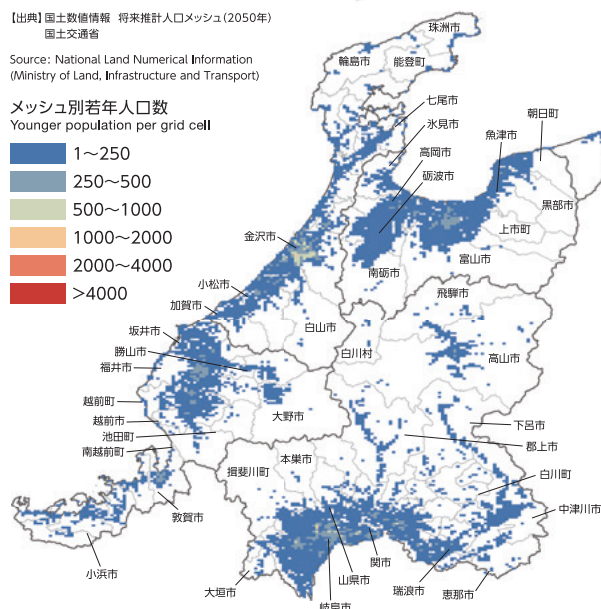 【出典】国土数値情報 将来推計人口メッシュ(2050年)
国土交通省
Source: National Land Numerical Information
(Ministry of Land, Infrastructure and Transport)
メッシュ別若年人口数
Younger population per grid cell
1～250
250～500
500～1000
1000～2000
2000～4000
>4000
珠洲市
輪島市
能登町
七尾市
氷見市
高岡市
砺波市
朝日町
魚津市
黒部市
上市町
富山市
南砺市
金沢市
小松市
加賀市
白山市
白川村
飛騨市
高山市
坂井市
勝山市
福井市
越前町
越前市
池田町
南越前町
大野市
下呂市
郡上市
白川町
中津川市
本巣市
揖斐川町
敦賀市
小浜市
大垣市
山県市
関市
岐阜市
瑞浪市
恵那市